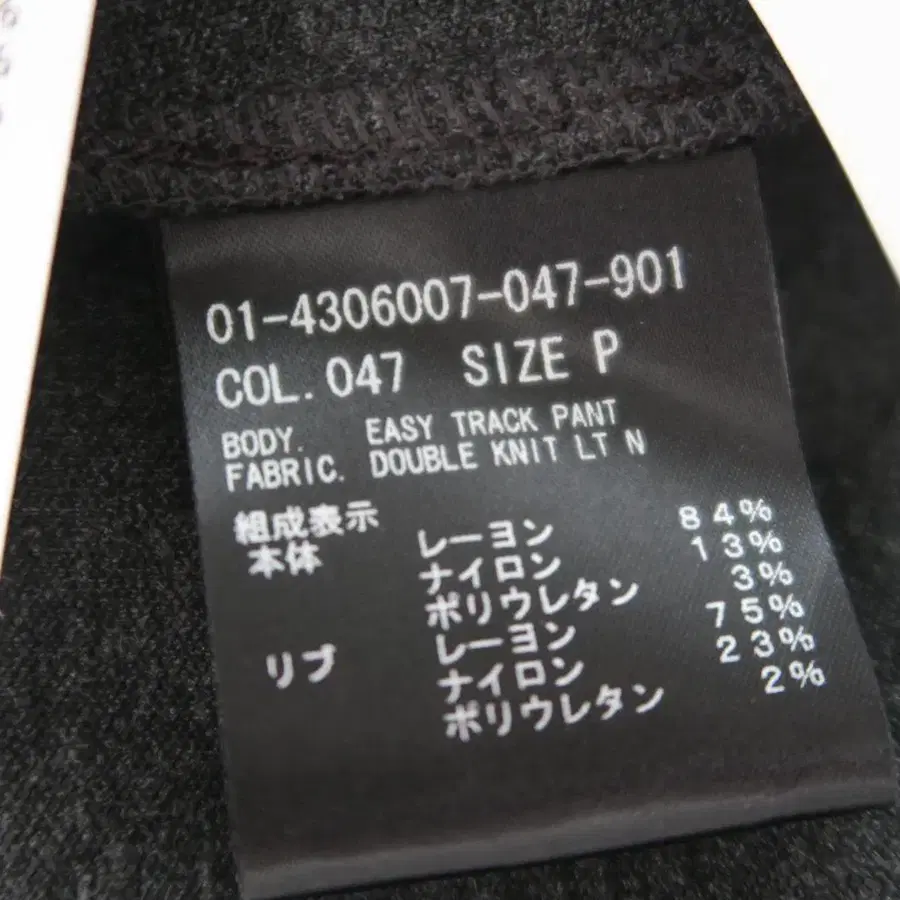 01-4306007-047-901
COL. 047 SIZE P
BODY. EASY TRACK PANT
FABRIC. DOUBLE KNIT LT N
組成表示
本体 レーヨン 84%
ナイロン 13%
ポリウレタン 3%
リブ レーヨン 75%
ナイロン 23%
ポリウレタン 2%